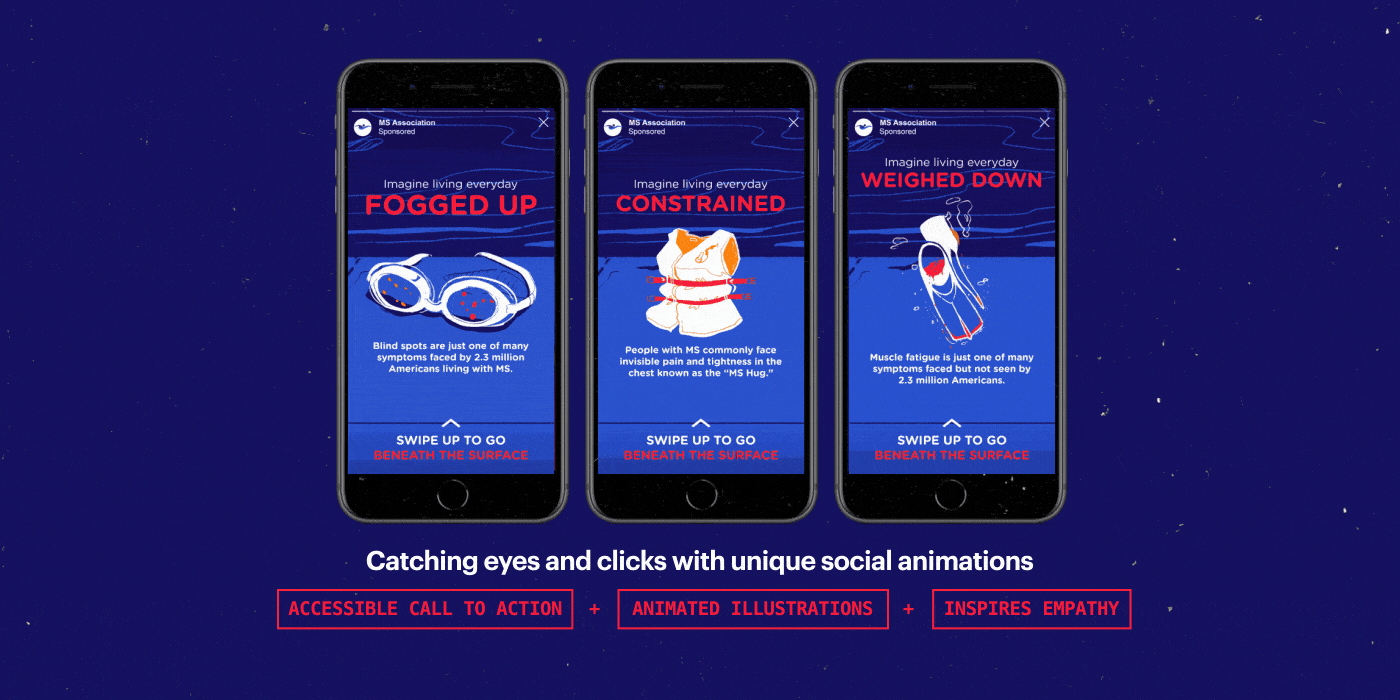 MS Association
Sponsored
Imagine living everyday
FOGGED UP
Blind spots are just one of many
symptoms faced by 2.3 million
Americans living with MS.
SWIPE UP TO GO
BENEATH THE SURFACE
MS Association
Sponsored
Imagine living everyday
CONSTRAINED
People with MS commonly face
invisible pain and tightness in the
chest known as the “MS Hug.”
SWIPE UP TO GO
BENEATH THE SURFACE
MS Association
Sponsored
Imagine living everyday
WEIGHED DOWN
Muscle fatigue is just one of many
symptoms faced but not seen by
2.3 million Americans.
SWIPE UP TO GO
BENEATH THE SURFACE
Catching eyes and clicks with unique social animations
ACCESSIBLE CALL TO ACTION + ANIMATED ILLUSTRATIONS + INSPIRES EMPATHY